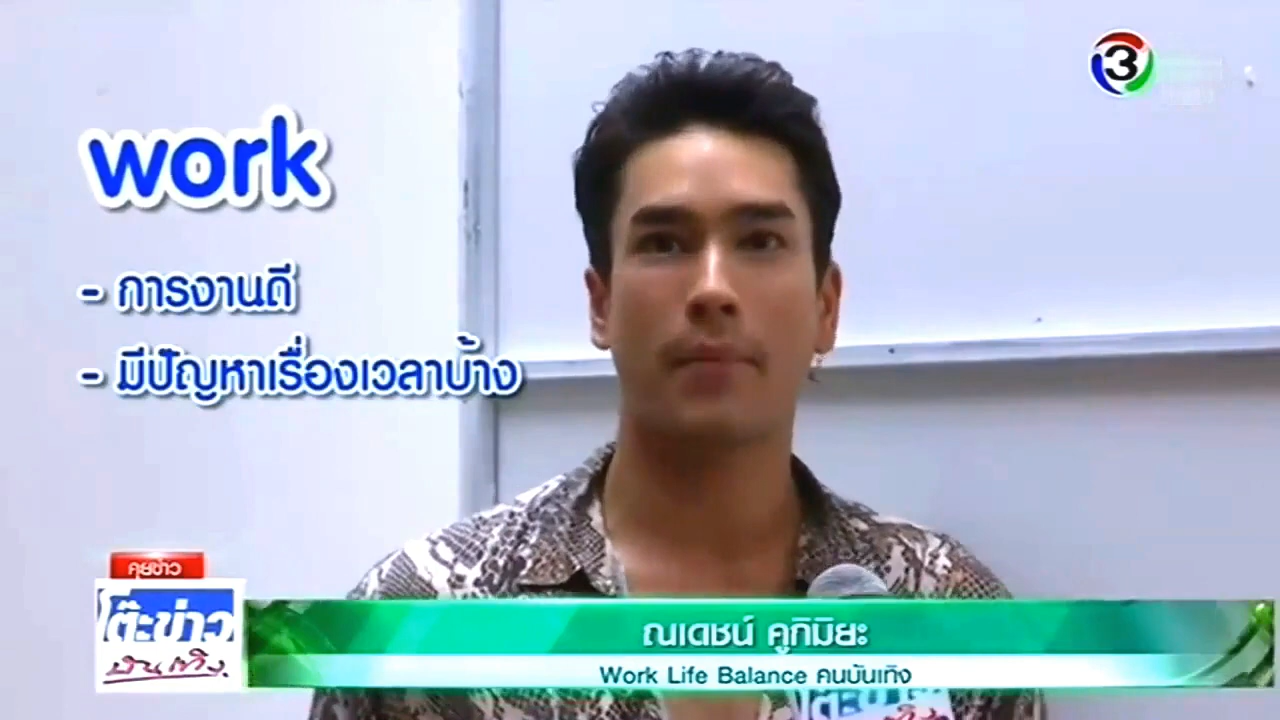 3
work
- การงานดี
- มีปัญหาเรื่องเวลาบ้าง
คุยข่าว
โต๊ะข่าว
บันเทิง
ณเดชน์ คูกิมิยะ
Work Life Balance คนบันเทิง